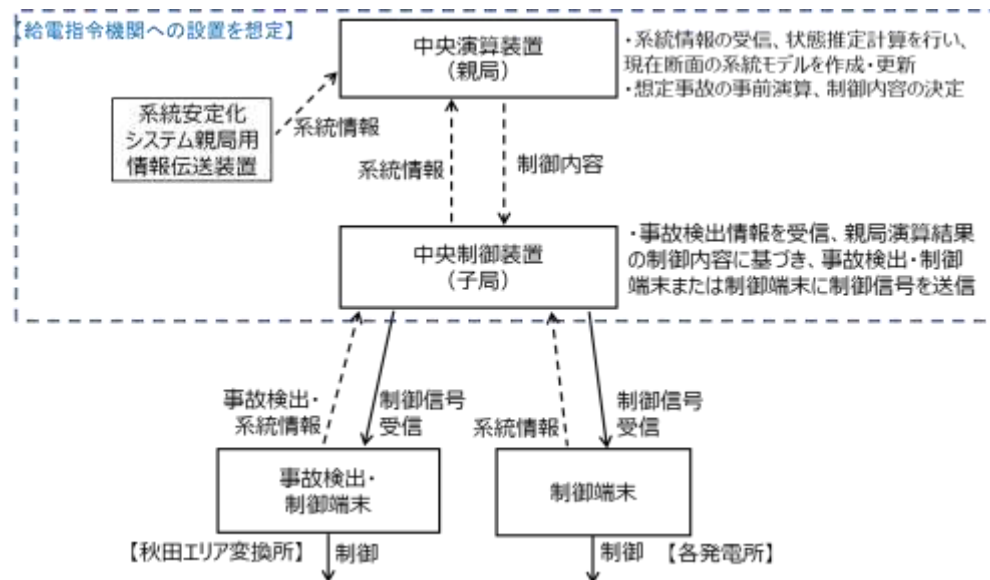 【給電指令機関への設置を想定】
中央演算装置
（親局）
・系統情報の受信、状態推定計算を行い、
現在断面の系統モデルを作成・更新
・想定事故の事前演算、制御内容の決定
系統安定化
システム親局用
情報伝送装置
系統情報
系統情報
制御内容
中央制御装置
（子局）
・事故検出情報を受信、親局演算結果
の制御内容に基づき、事故検出・制御
端末または制御端末に制御信号を送信
事故検出・
系統情報
制御信号
受信
系統情報
制御信号
受信
事故検出・
制御端末
制御端末
【秋田エリア変換所】
制御
制御
【各発電所】